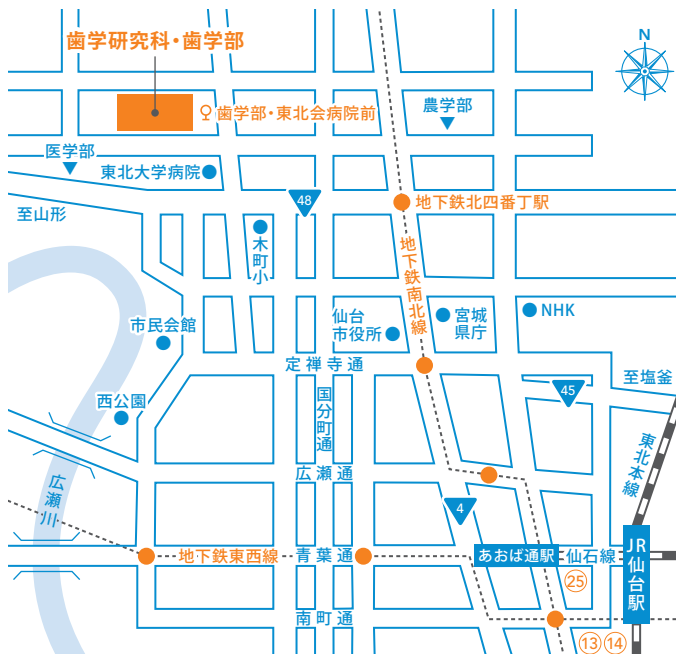 歯学研究科・歯学部
N
歯学部・東北会病院前
農学部
医学部
東北大学病院
48
地下鉄北四番丁駅
至山形
木町小
地下鉄南北線
仙台
市役所
宮城
県庁
NHK
市民会館
定禅寺通
至塩釜
45
西公園
国分町通
東北本線
広瀬通
広瀬川
4
地下鉄東西線
青葉通
あおば通駅
仙石線
JR仙台駅
25
南町通
13
14